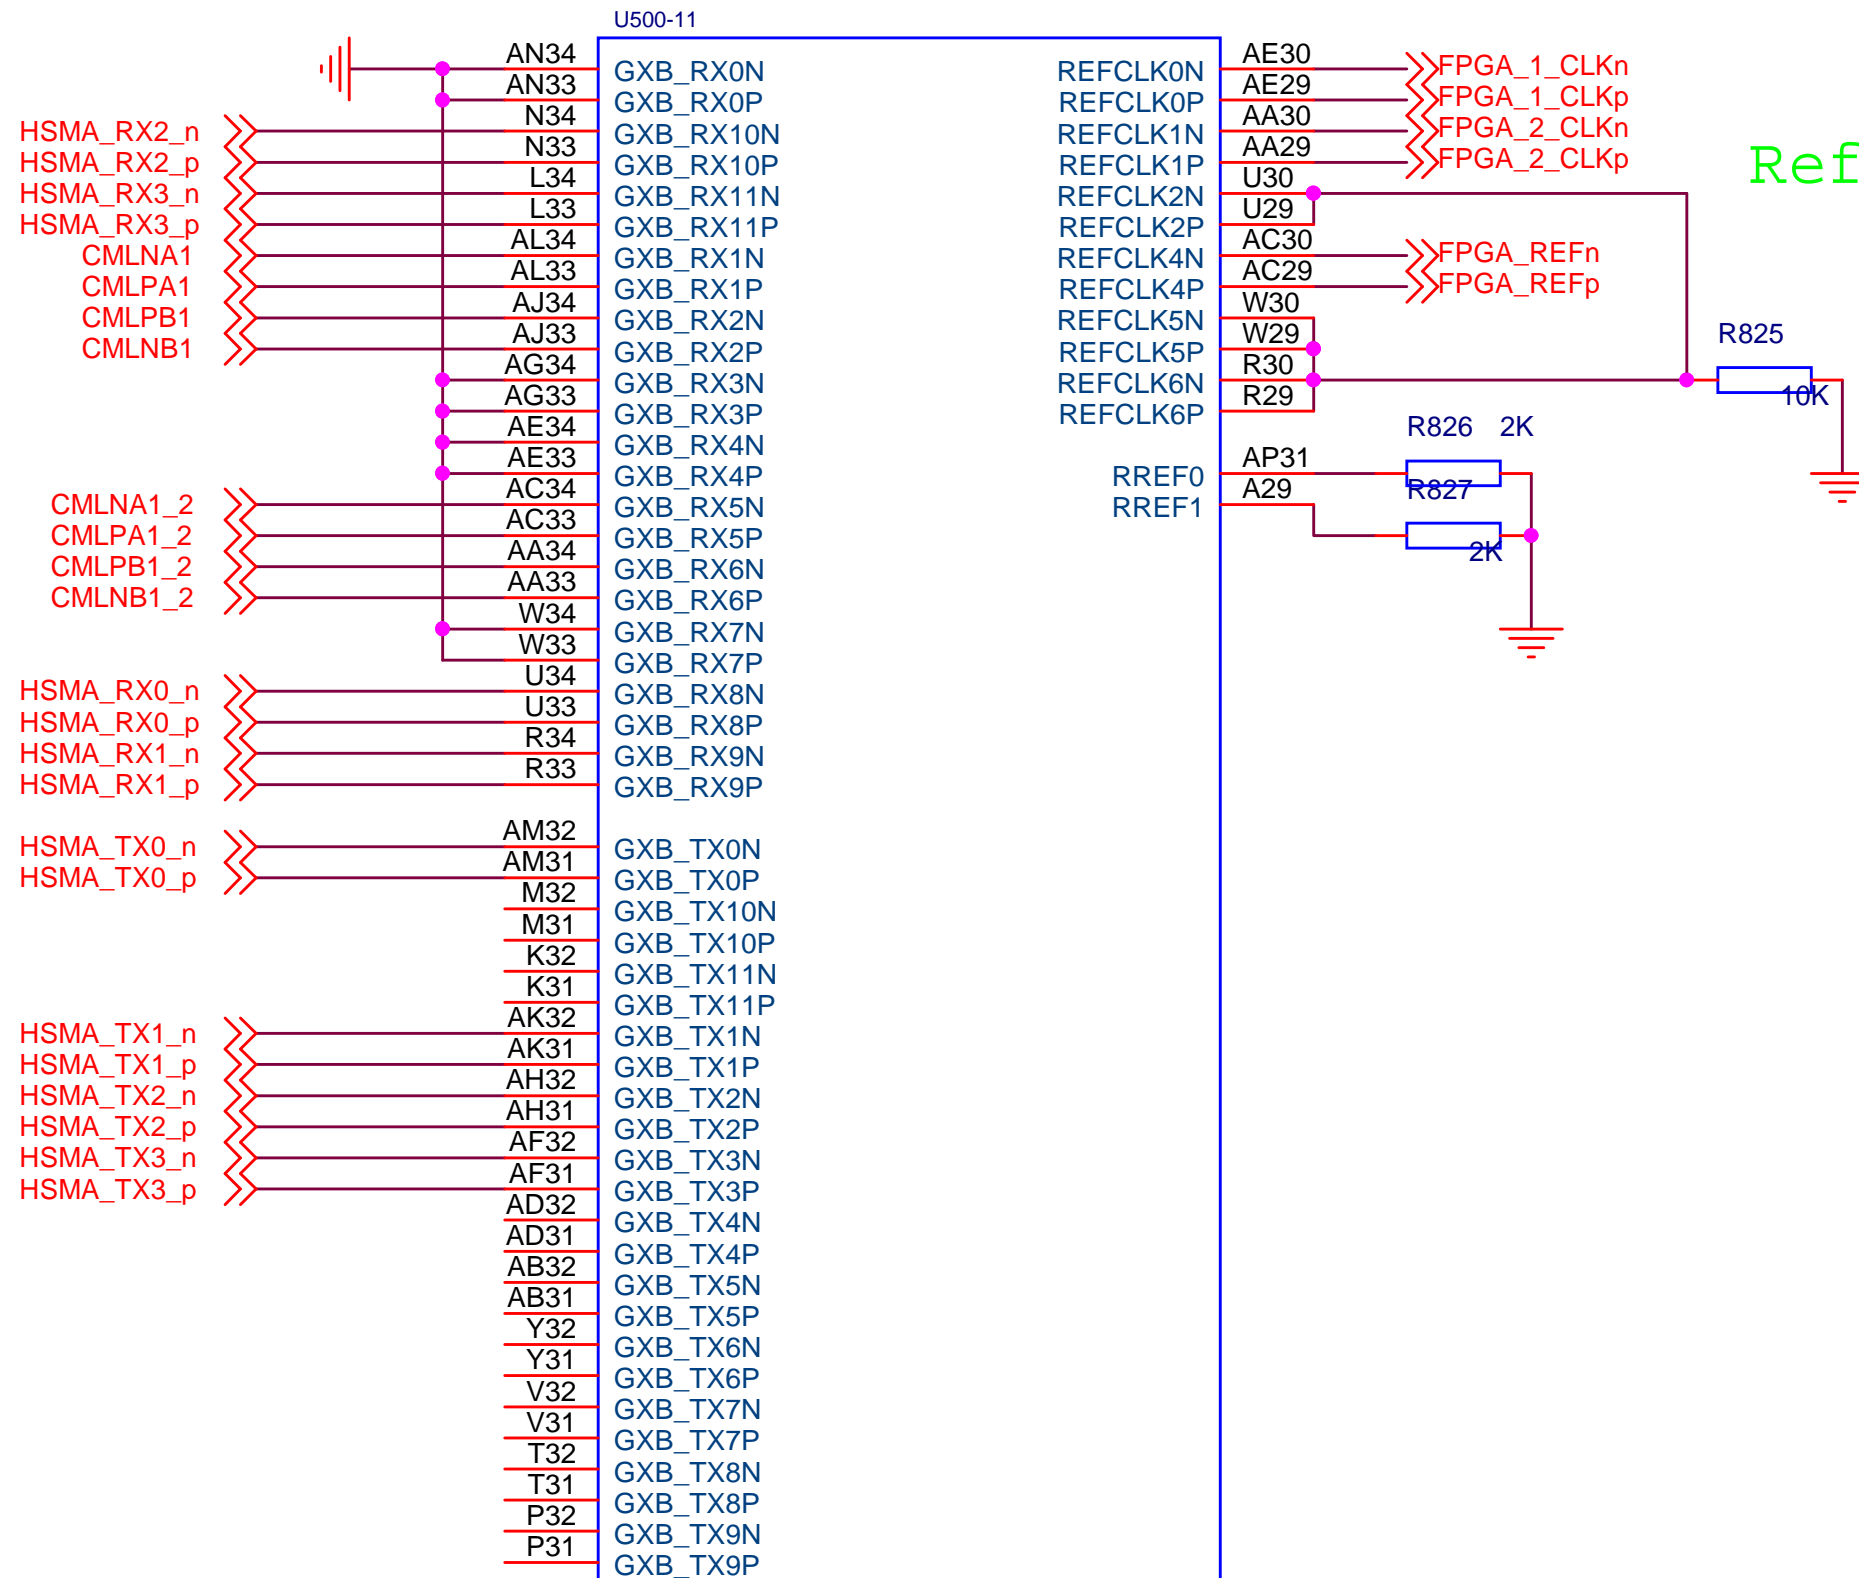 U500-11
AN34 GXB_RX0N
AN33 GXB_RX0P
HSMA_RX2_n N34 GXB_RX10N
HSMA_RX2_p N33 GXB_RX10P
HSMA_RX3_n L34 GXB_RX11N
HSMA_RX3_p L33 GXB_RX11P
CMLNA1 AL34 GXB_RX1N
CMLPA1 AL33 GXB_RX1P
CMLPB1 AJ34 GXB_RX2N
CMLNB1 AJ33 GXB_RX2P
AG34 GXB_RX3N
AG33 GXB_RX3P
AE34 GXB_RX4N
AE33 GXB_RX4P
CMLNA1_2 AC34 GXB_RX5N
CMLPA1_2 AC33 GXB_RX5P
CMLPB1_2 AA34 GXB_RX6N
CMLNB1_2 AA33 GXB_RX6P
W34 GXB_RX7N
W33 GXB_RX7P
HSMA_RX0_n U34 GXB_RX8N
HSMA_RX0_p U33 GXB_RX8P
HSMA_RX1_n R34 GXB_RX9N
HSMA_RX1_p R33 GXB_RX9P
HSMA_TX0_n AM32 GXB_TX0N
HSMA_TX0_p AM31 GXB_TX0P
M32 GXB_TX10N
M31 GXB_TX10P
K32 GXB_TX11N
K31 GXB_TX11P
HSMA_TX1_n AK32 GXB_TX1N
HSMA_TX1_p AK31 GXB_TX1P
HSMA_TX2_n AH32 GXB_TX2N
HSMA_TX2_p AH31 GXB_TX2P
HSMA_TX3_n AF32 GXB_TX3N
HSMA_TX3_p AF31 GXB_TX3P
AD32 GXB_TX4N
AD31 GXB_TX4P
AB32 GXB_TX5N
AB31 GXB_TX5P
Y32 GXB_TX6N
Y31 GXB_TX6P
V32 GXB_TX7N
V31 GXB_TX7P
T32 GXB_TX8N
T31 GXB_TX8P
P32 GXB_TX9N
P31 GXB_TX9P
REFCLK0N AE30 FPGA_1_CLKn
REFCLK0P AE29 FPGA_1_CLKp
REFCLK1N AA30 FPGA_2_CLKn
REFCLK1P AA29 FPGA_2_CLKp
REFCLK2N U30
REFCLK2P U29
REFCLK4N AC30 FPGA_REFn
REFCLK4P AC29 FPGA_REFp
REFCLK5N W30
REFCLK5P W29
REFCLK6N R30
REFCLK6P R29
RREF0 AP31
RREF1 A29
Ref
R825
10K
R826 2K
R827
2K